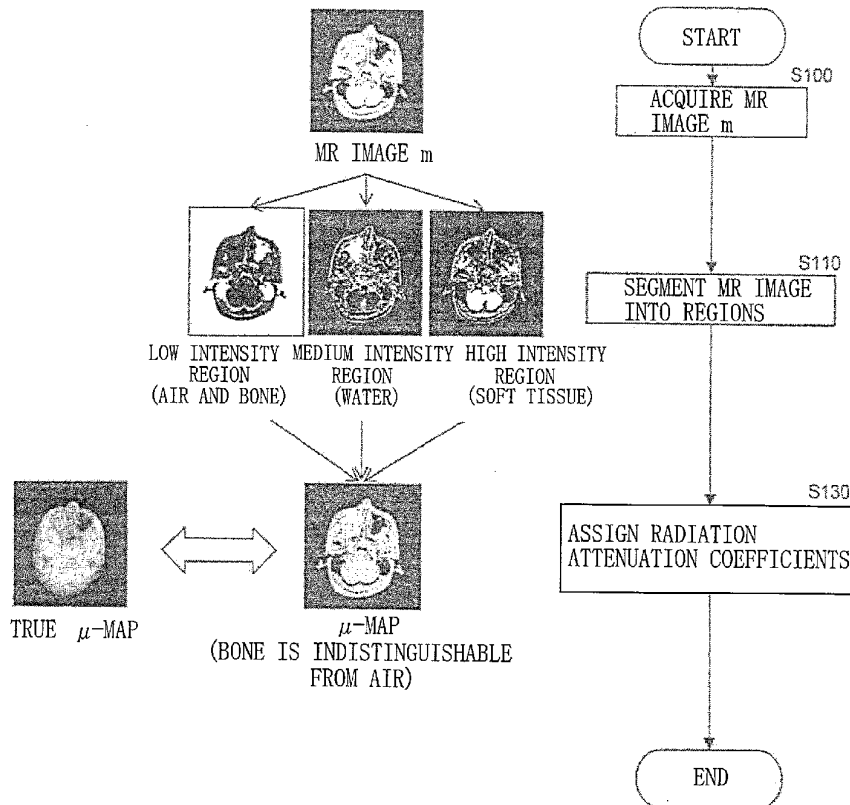 MR IMAGE m
LOW INTENSITY
REGION
(AIR AND BONE)
MEDIUM INTENSITY
REGION
(WATER)
HIGH INTENSITY
REGION
(SOFT TISSUE)
TRUE μ-MAP
μ-MAP
(BONE IS INDISTINGUISHABLE
FROM AIR)
START
S100
ACQUIRE MR
IMAGE m
S110
SEGMENT MR IMAGE
INTO REGIONS
S130
ASSIGN RADIATION
ATTENUATION COEFFICIENTS
END